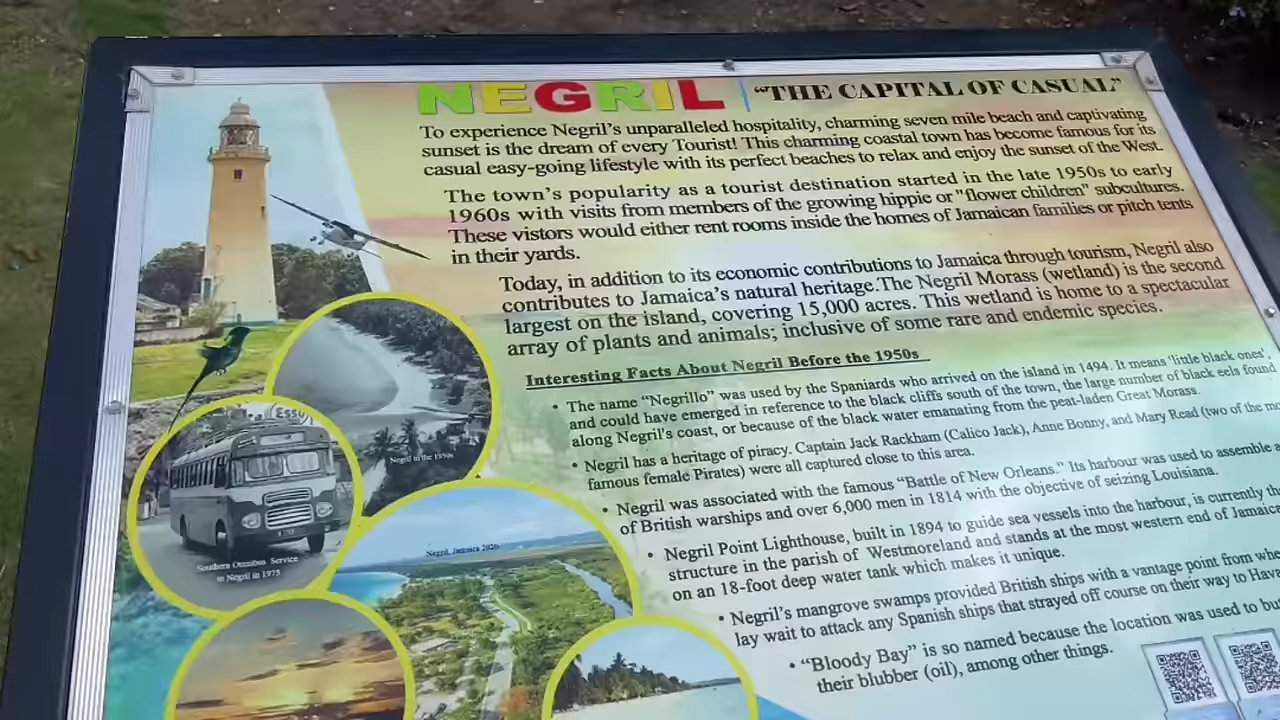 NEGRIL | "THE CAPITAL OF CASUAL"
To experience Negril's unparalleled hospitality, charming seven mile beach and captivating
sunset is the dream of every Tourist! This charming coastal town has become famous for its
casual easy-going lifestyle with its perfect beaches to relax and enjoy the sunset of the West.
The town's popularity as a tourist destination started in the late 1950s to early
1960s with visits from members of the growing hippie or "flower children" subcultures.
These vistors would either rent rooms inside the homes of Jamaican families or pitch tents
in their yards.
Today, in addition to its economic contributions to Jamaica through tourism, Negril also
contributes to Jamaica's natural heritage.The Negril Morass (wetland) is the second
largest on the island, covering 15,000 acres. This wetland is home to a spectacular
array of plants and animals; inclusive of some rare and endemic species.
Interesting Facts About Negril Before the 1950s
• The name "Negrillo" was used by the Spaniards who arrived on the island in 1494. It means 'little black ones',
and could have emerged in reference to the black cliffs south of the town, the large number of black eels found
along Negril's coast, or because of the black water emanating from the peat-laden Great Morass.
• Negril has a heritage of piracy. Captain Jack Rackham (Calico Jack), Anne Bonny, and Mary Read (two of the
famous female Pirates) were all captured close to this area.
• Negril was associated with the famous "Battle of New Orleans." Its harbour was used to assemble
of British warships and over 6,000 men in 1814 with the objective of seizing Louisiana.
• Negril Point Lighthouse, built in 1894 to guide sea vessels into the harbour, is currently
structure in the parish of Westmoreland and stands at the most western end of Jamaica
on an 18-foot deep water tank which makes it unique.
• Negril's mangrove swamps provided British ships with a vantage point from
lay wait to attack any Spanish ships that strayed off course on their way to
• "Bloody Bay" is so named because the location was used to
their blubber (oil), among other things.
Negril in the 1950s
ESSO
Southern Omnibus Service
to Negril in 1975
Negril, Jamaica 2020